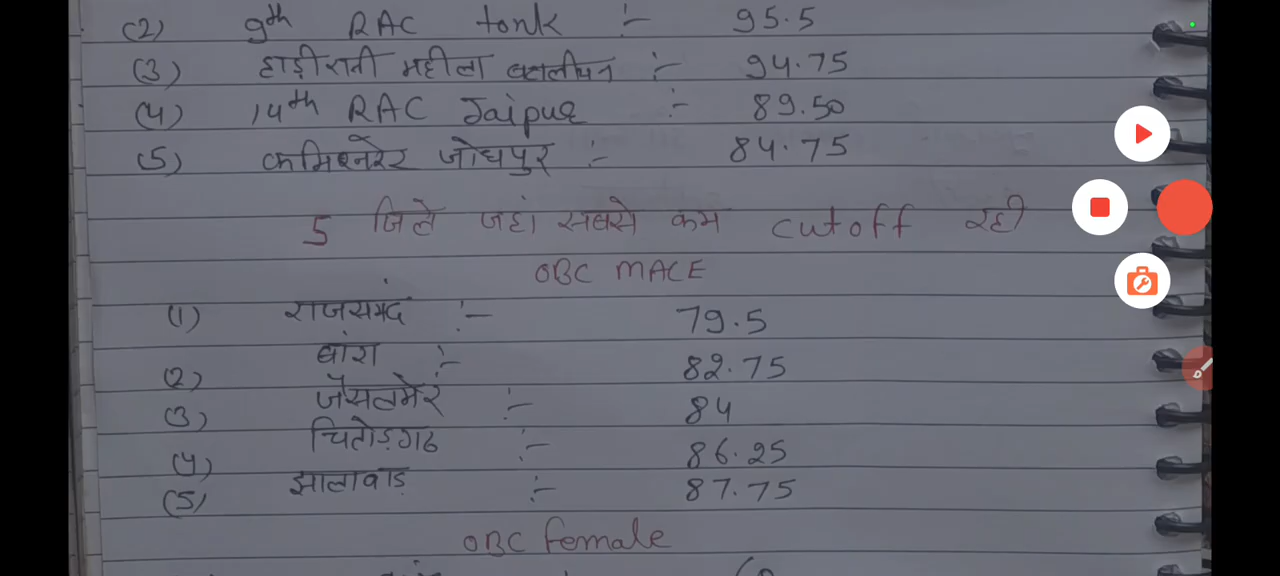 (2) 9th RAC tonk :- 95.5
(3) हाड़ीरानी महीला बतलीयन :- 94.75
(4) 14th RAC Jaipur :- 89.50
(5) कमिश्नरेर जोधपुर :- 84.75
5 जिले जहां सबसे कम cutoff रही
OBC MALE
(1) राजसमंद :- 79.5
(2) बांरा :- 82.75
(3) जैसलमेर :- 84
(4) चितोड़गढ :- 86.25
(5) झालावाड़ :- 87.75
OBC female